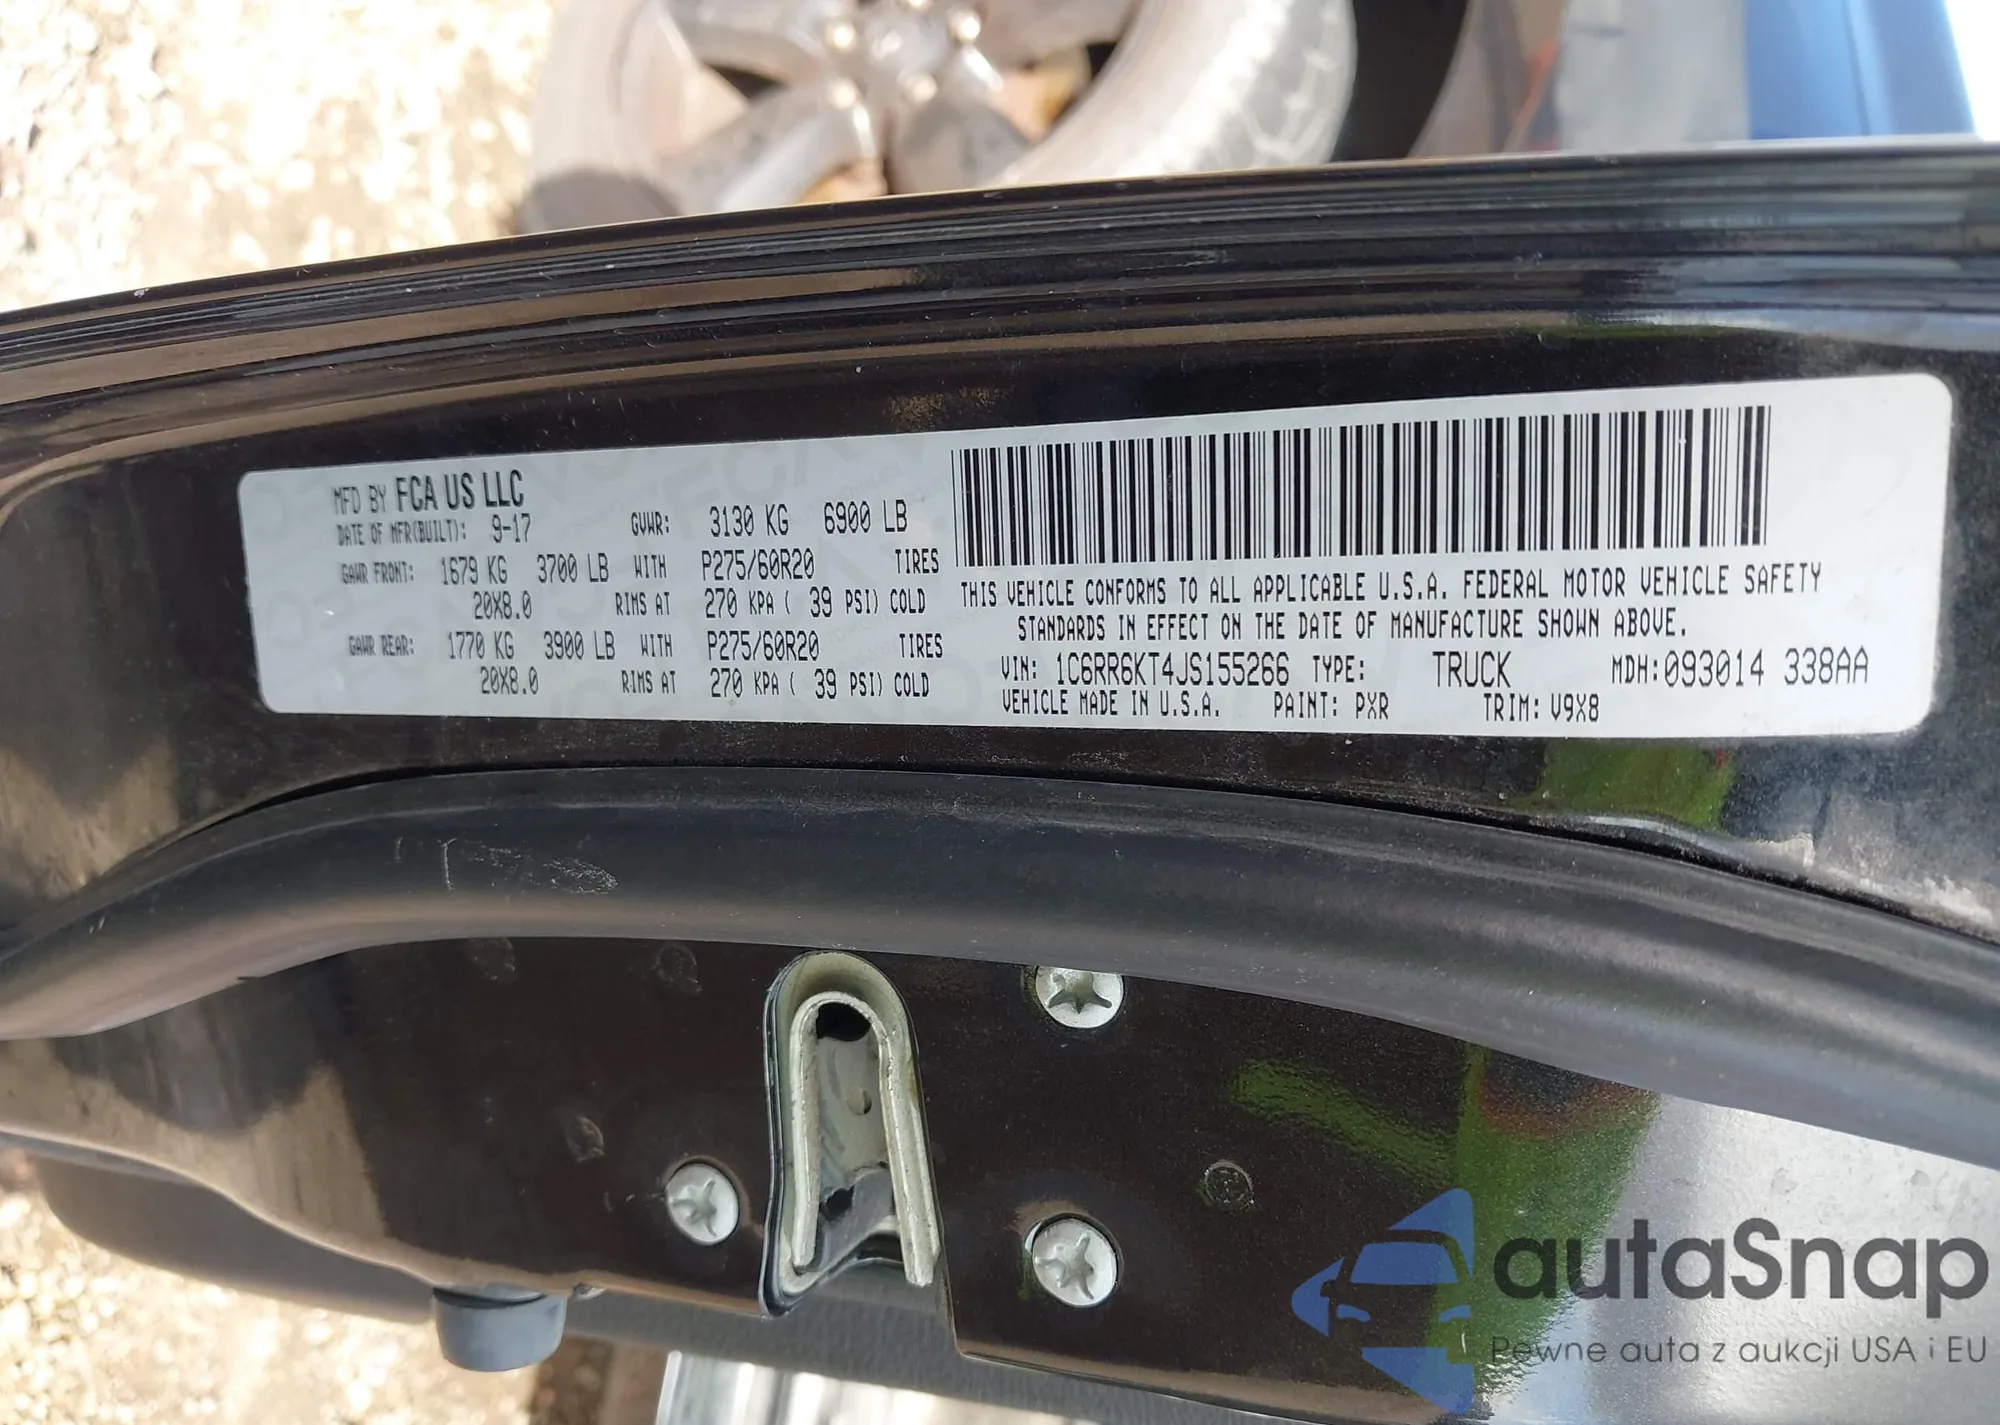 MFD BY FCA US LLC
DATE OF MFR(BUILT): 9-17 GVWR: 3130 KG 6900 LB
GAWR FRONT: 1679 KG 3700 LB WITH P275/60R20 TIRES
20X8.0 RIMS AT 270 KPA ( 39 PSI) COLD
GAWR REAR: 1770 KG 3900 LB WITH P275/60R20 TIRES
20X8.0 RIMS AT 270 KPA ( 39 PSI) COLD
THIS VEHICLE CONFORMS TO ALL APPLICABLE U.S.A. FEDERAL MOTOR VEHICLE SAFETY
STANDARDS IN EFFECT ON THE DATE OF MANUFACTURE SHOWN ABOVE.
VIN: 1C6RR6KT4JS155266 TYPE: TRUCK MDH:093014 338AA
VEHICLE MADE IN U.S.A. PAINT: PXR TRIM: V9X8
autaSnap
Pewne auta z aukcji USA i EU